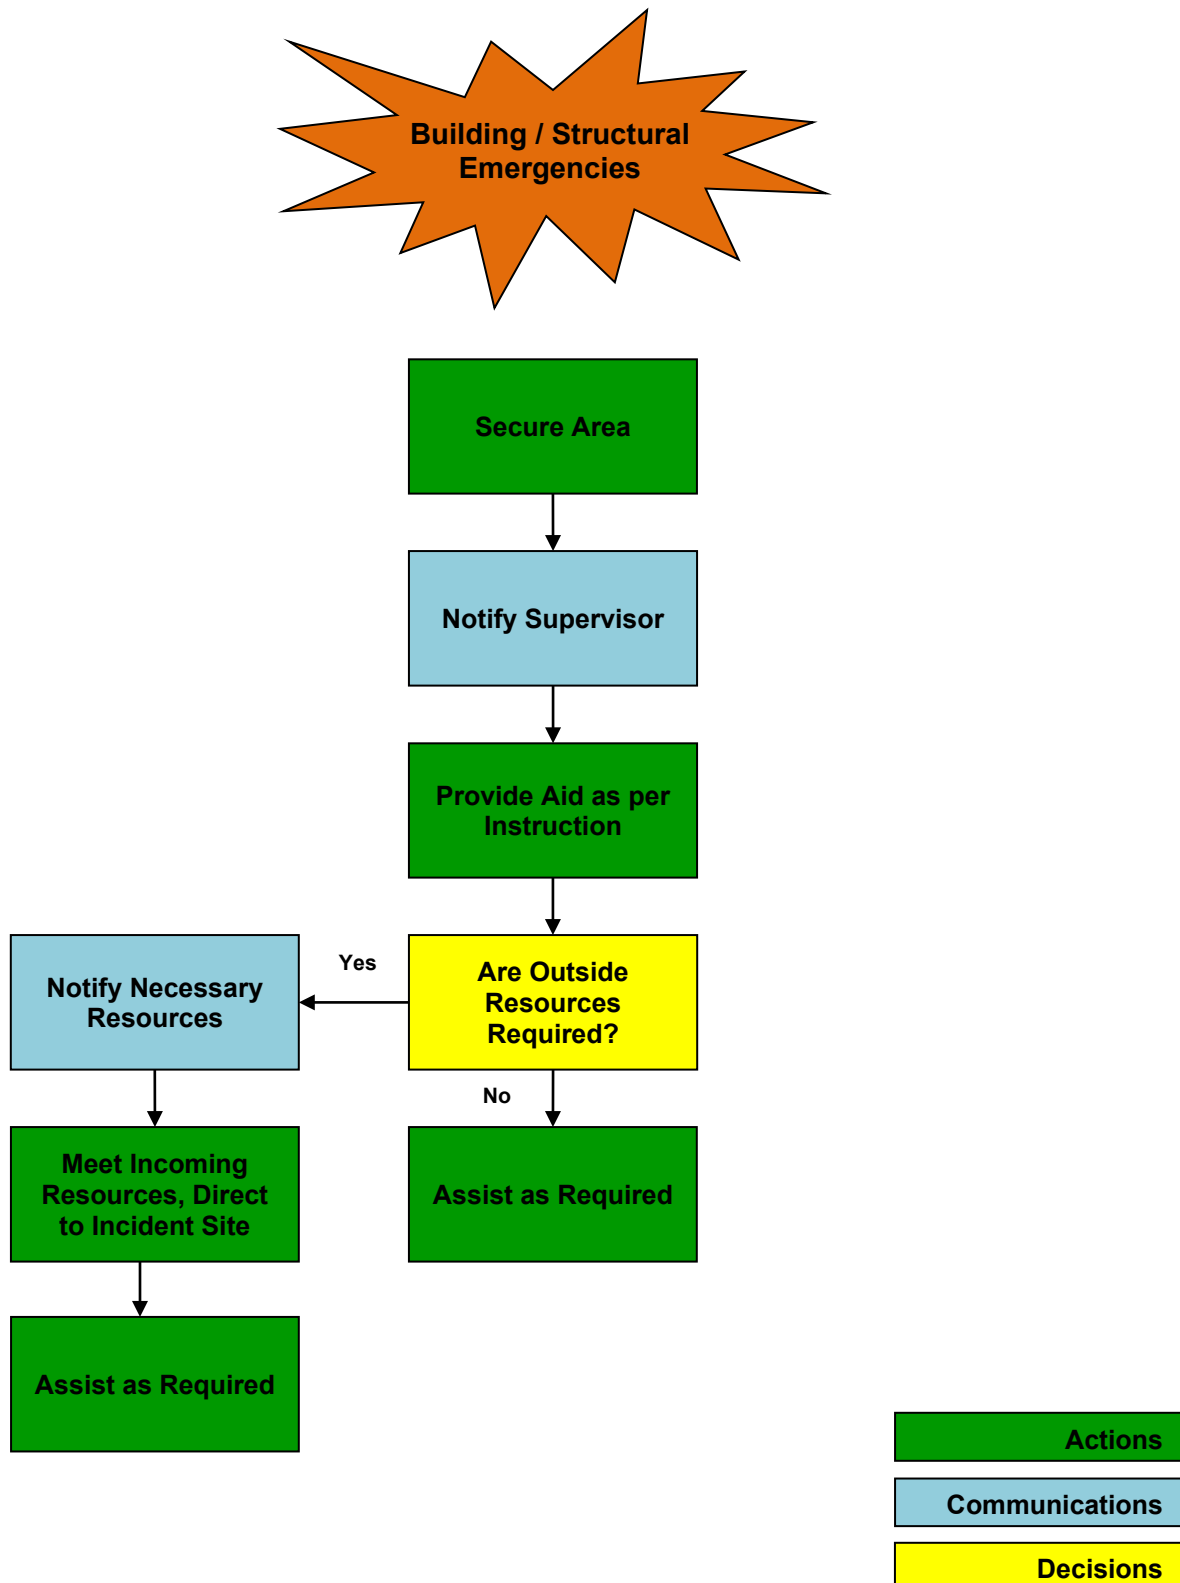 Building / Structural
Emergencies
Secure Area
Notify Supervisor
Provide Aid as per
Instruction
Notify Necessary
Resources
Yes
Are Outside
Resources
Required?
No
Meet Incoming
Resources, Direct
to Incident Site
Assist as Required
Assist as Required
Actions
Communications
Decisions